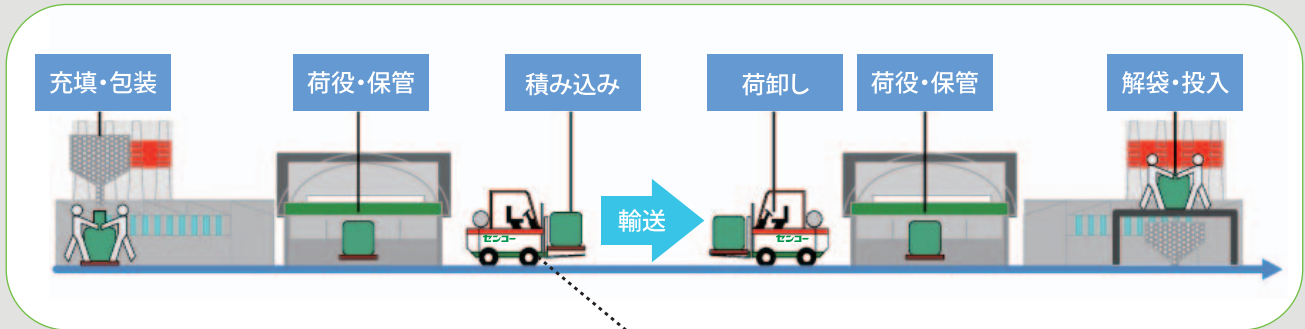 充填・包装
荷役・保管
積み込み
荷卸し
荷役・保管
解袋・投入
輸送
センコー
センコー